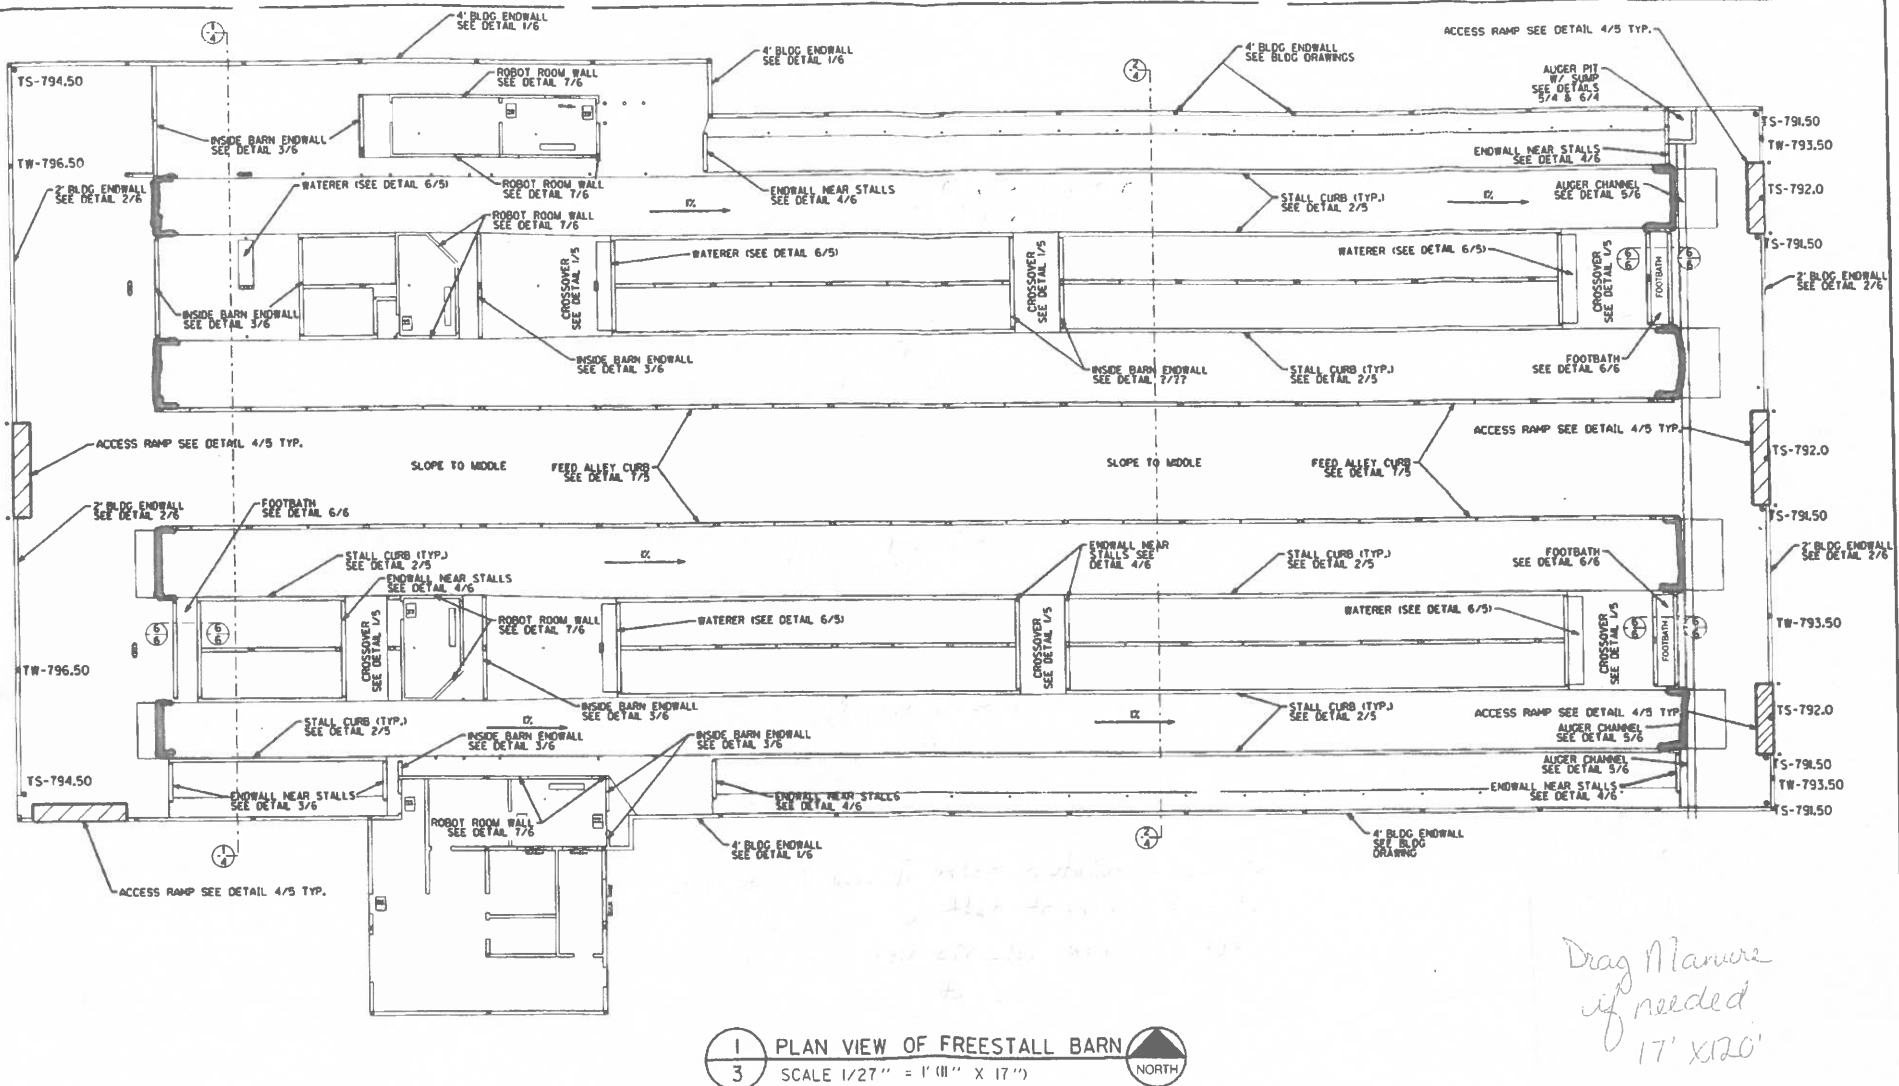 4' BLDG ENDWALL
SEE DETAIL 1/6
4' BLDG ENDWALL
SEE DETAIL 1/6
4' BLDG ENDWALL
SEE BLDG DRAWINGS
ACCESS RAMP SEE DETAIL 4/5 TYP.
1
4
2
4
TS-794.50
ROBOT ROOM WALL
SEE DETAIL 7/6
AUGER PIT
W/ SUMP
SEE DETAILS
5/4 & 6/4
TS-791.50
TW-793.50
INSIDE BARN ENDWALL
SEE DETAIL 3/6
TW-796.50
ENDWALL NEAR STALLS
SEE DETAIL 4/6
2' BLDG ENDWALL
SEE DETAIL 2/6
WATERER (SEE DETAIL 6/5)
ROBOT ROOM WALL
SEE DETAIL 7/6
ENDWALL NEAR STALLS
SEE DETAIL 4/6
STALL CURB (TYP.)
SEE DETAIL 2/5
AUGER CHANNEL
SEE DETAIL 5/6
TS-792.0
1%
1%
ROBOT ROOM WALL
SEE DETAIL 7/6
TS-791.50
WATERER (SEE DETAIL 6/5)
WATERER (SEE DETAIL 6/5)
CROSSOVER
SEE DETAIL 1/5
CROSSOVER
SEE DETAIL 1/5
CROSSOVER
SEE DETAIL 1/5
6
6
6
6
FOOTBATH
2' BLDG ENDWALL
SEE DETAIL 2/6
INSIDE BARN ENDWALL
SEE DETAIL 3/6
INSIDE BARN ENDWALL
SEE DETAIL 3/6
INSIDE BARN ENDWALL
SEE DETAIL ?/??
STALL CURB (TYP.)
SEE DETAIL 2/5
FOOTBATH
SEE DETAIL 6/6
ACCESS RAMP SEE DETAIL 4/5 TYP.
ACCESS RAMP SEE DETAIL 4/5 TYP.
TS-792.0
SLOPE TO MIDDLE
FEED ALLEY CURB
SEE DETAIL 7/5
SLOPE TO MIDDLE
FEED ALLEY CURB
SEE DETAIL 7/5
2' BLDG ENDWALL
SEE DETAIL 2/6
FOOTBATH
SEE DETAIL 6/6
TS-791.50
2' BLDG ENDWALL
SEE DETAIL 2/6
STALL CURB (TYP.)
SEE DETAIL 2/5
1%
ENDWALL NEAR
STALLS SEE
DETAIL 4/6
STALL CURB (TYP.)
SEE DETAIL 2/5
FOOTBATH
SEE DETAIL 6/6
ENDWALL NEAR STALLS
SEE DETAIL 4/6
ROBOT ROOM WALL
SEE DETAIL 7/6
WATERER (SEE DETAIL 6/5)
WATERER (SEE DETAIL 6/5)
TW-793.50
6
6
6
6
6
6
6
6
CROSSOVER
SEE DETAIL 1/5
CROSSOVER
SEE DETAIL 1/5
CROSSOVER
SEE DETAIL 1/5
FOOTBATH
TW-796.50
INSIDE BARN ENDWALL
SEE DETAIL 3/6
STALL CURB (TYP.)
SEE DETAIL 2/5
1%
1%
STALL CURB (TYP.)
SEE DETAIL 2/5
ACCESS RAMP SEE DETAIL 4/5 TYP
TS-792.0
AUGER CHANNEL
SEE DETAIL 5/6
INSIDE BARN ENDWALL
SEE DETAIL 3/6
INSIDE BARN ENDWALL
SEE DETAIL 3/6
AUGER CHANNEL
SEE DETAIL 5/6
TS-791.50
TS-794.50
ENDWALL NEAR STALLS
SEE DETAIL 3/6
ENDWALL NEAR STALLS
SEE DETAIL 4/6
ENDWALL NEAR STALLS
SEE DETAIL 4/6
TW-793.50
TS-791.50
ROBOT ROOM WALL
SEE DETAIL 7/6
4' BLDG ENDWALL
SEE DETAIL 1/6
4' BLDG ENDWALL
SEE BLDG
DRAWING
1
4
2
4
ACCESS RAMP SEE DETAIL 4/5 TYP.
Drag Manure
if needed
17' X120'
1
3
PLAN VIEW OF FREESTALL BARN
SCALE 1/27" = 1' (11" X 17")
NORTH